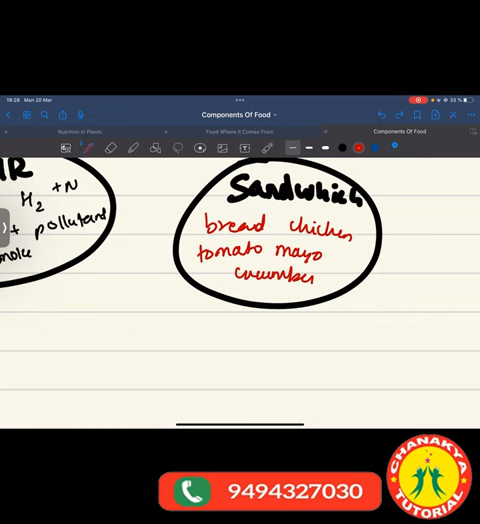 19:28 Mon 20 Mar
33 %
Components Of Food
Nutrition in Plants
Food Where It Comes From
Components Of Food
H2 + N
+ pollutant
Sandwhich
bread chicken
tomato mayo
cucumber
9494327030
CHANAKYA
TUTORIAL